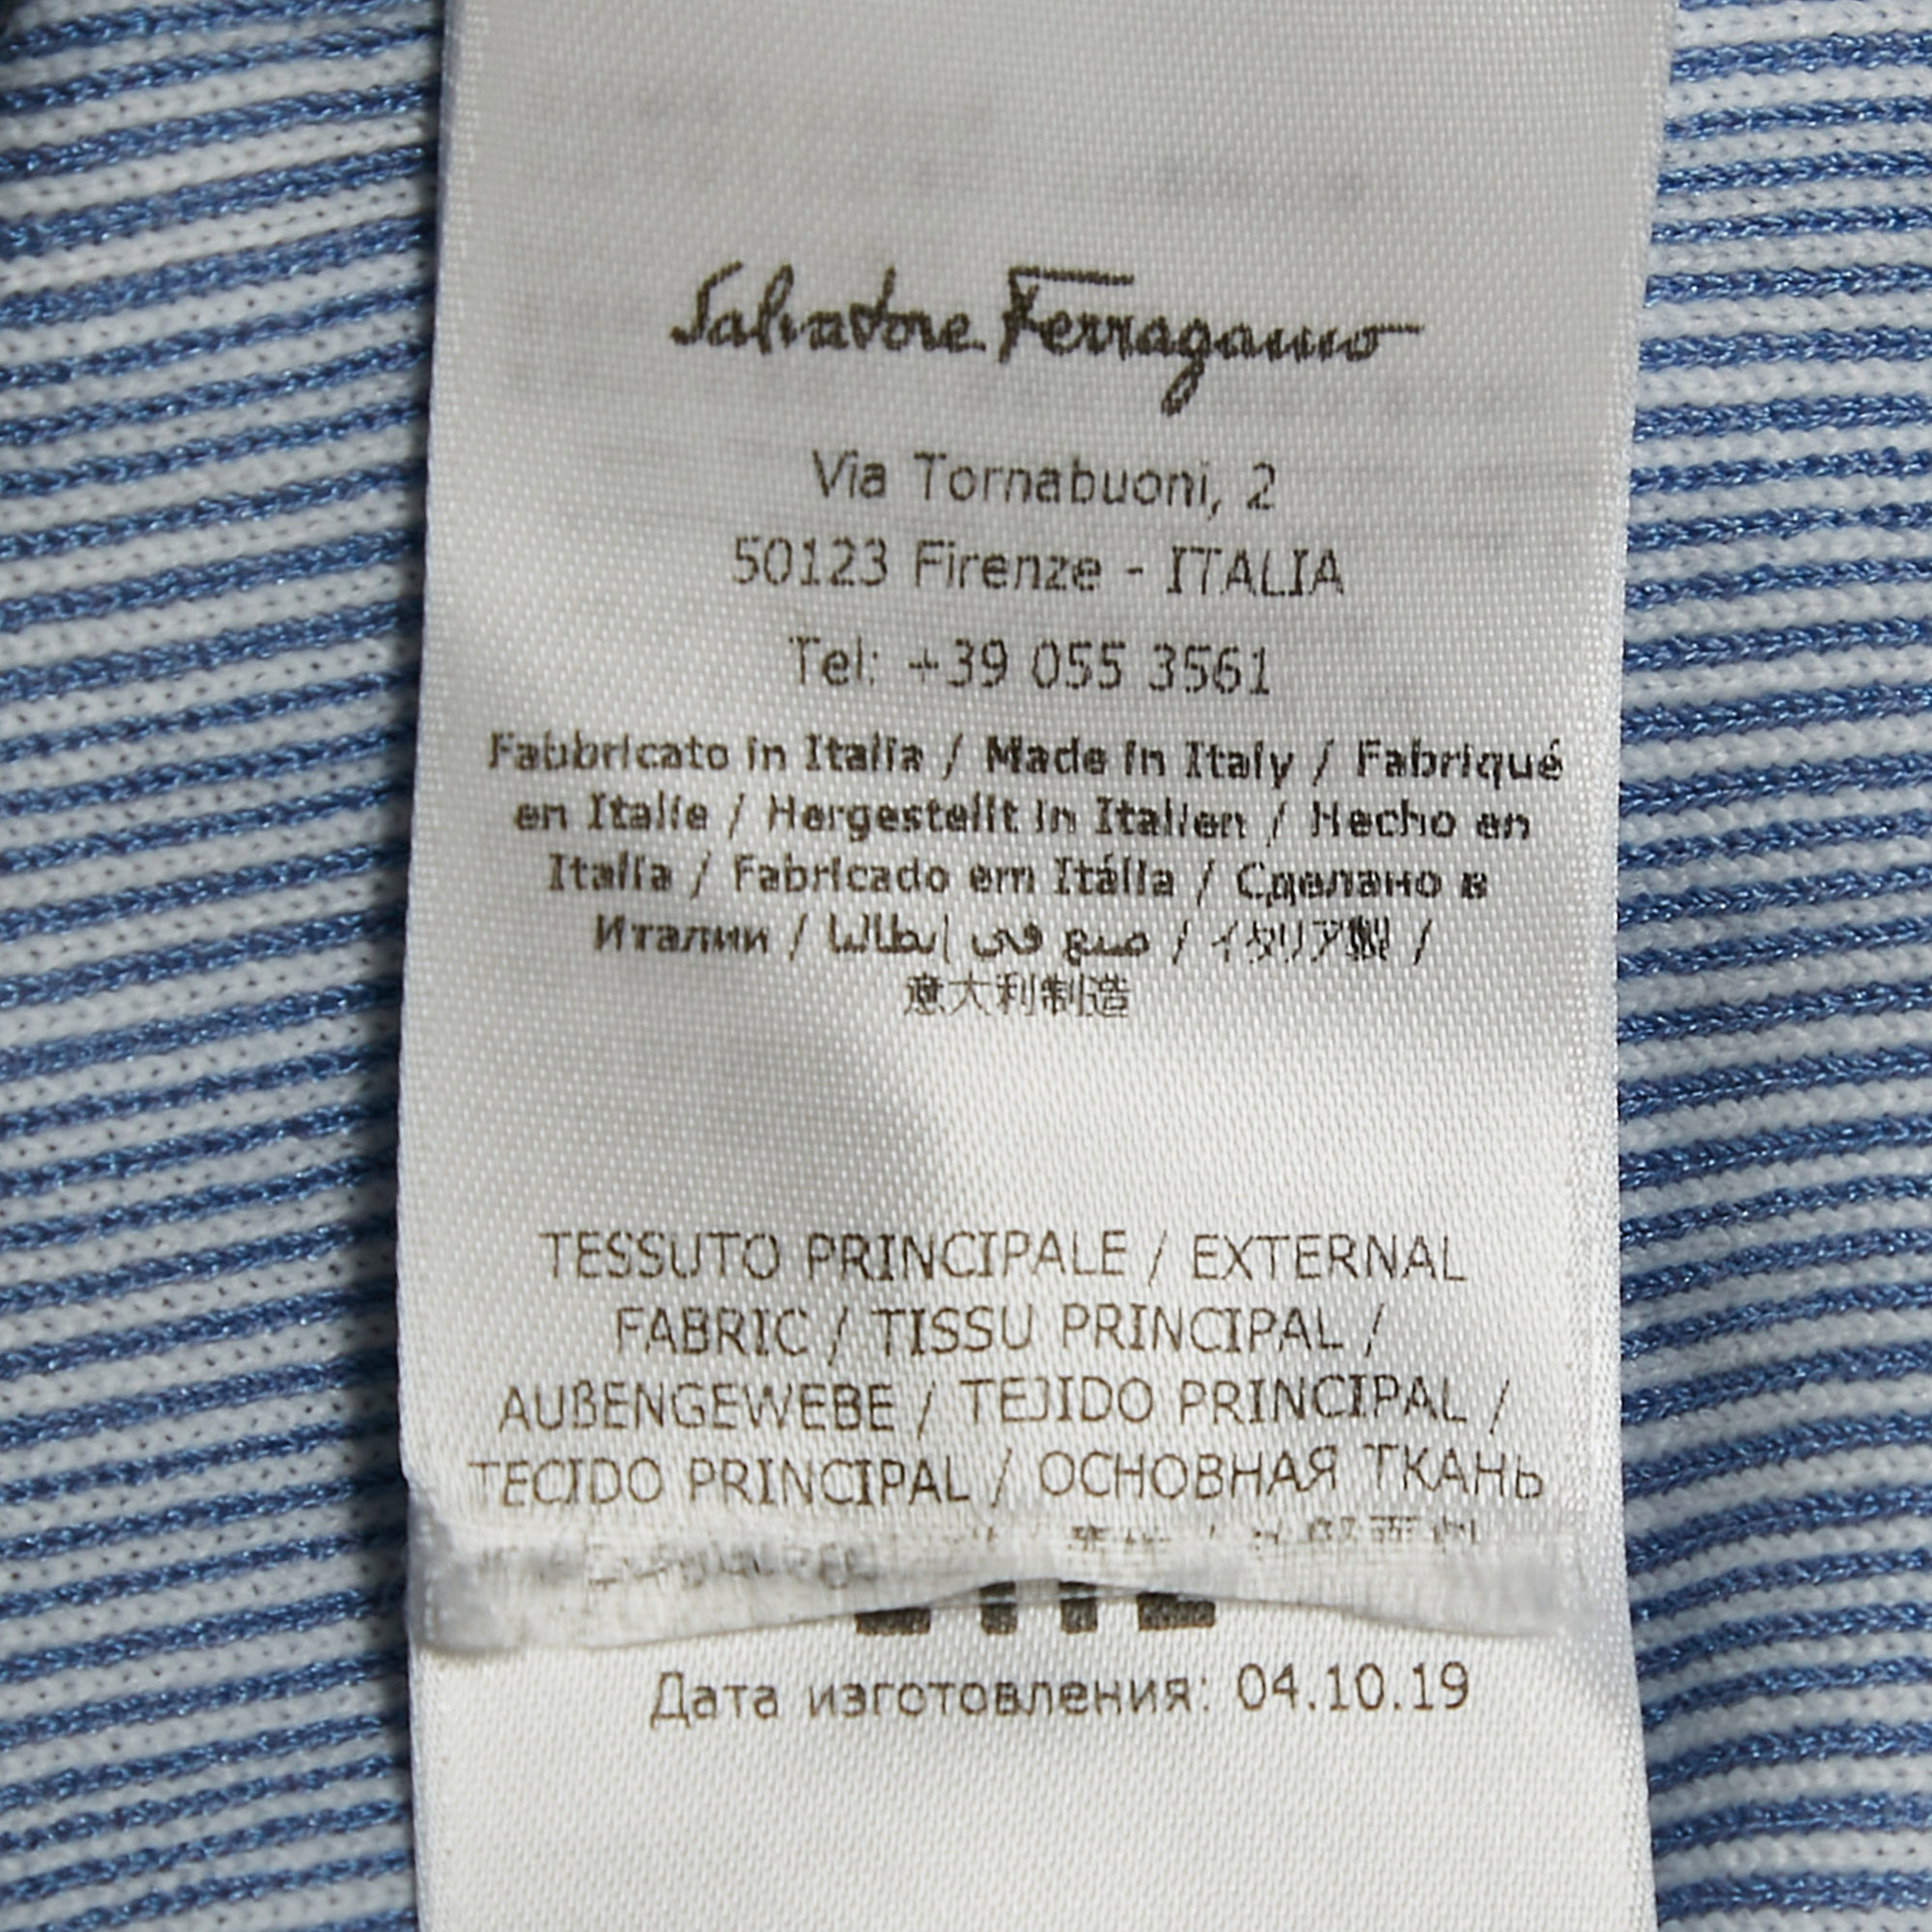 Salvatore Ferragamo
Via Tornabuoni, 2
50123 Firenze - ITALIA
Tel: +39 055 3561
Fabbricato in Italia / Made in Italy / Fabriqué
en Italie / Hergestellt in Italien / Hecho en
Italia / Fabricado em Itália / Сделано в
Италии / صنع في إيطاليا / イタリア製 /
意大利制造
TESSUTO PRINCIPALE / EXTERNAL
FABRIC / TISSU PRINCIPAL /
AUßENGEWEBE / TEJIDO PRINCIPAL /
TECIDO PRINCIPAL / ОСНОВНАЯ ТКАНЬ
Дата изготовления: 04.10.19